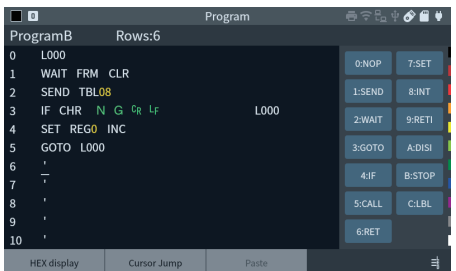 0 Program
ProgramB Rows:6
0 L000
1 WAIT FRM CLR
2 SEND TBL08
3 IF CHR N G CR LF L000
4 SET REG0 INC
5 GOTO L000
6 '
7 '
8 '
9 '
10 '
0:NOP 7:SET
1:SEND 8:INT
2:WAIT 9:RETI
3:GOTO A:DISI
4:IF B:STOP
5:CALL C:LBL
6:RET
HEX display Cursor Jump Paste